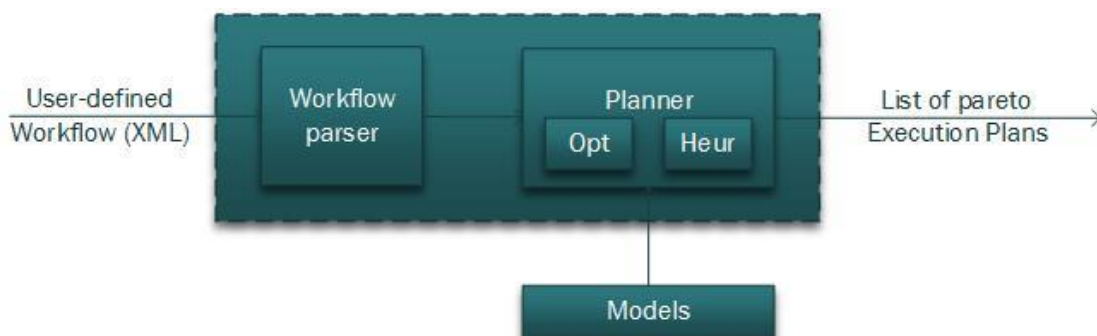 User-defined
Workflow (XML)
Workflow
parser
Planner
Opt
Heur
List of pareto
Execution Plans
Models